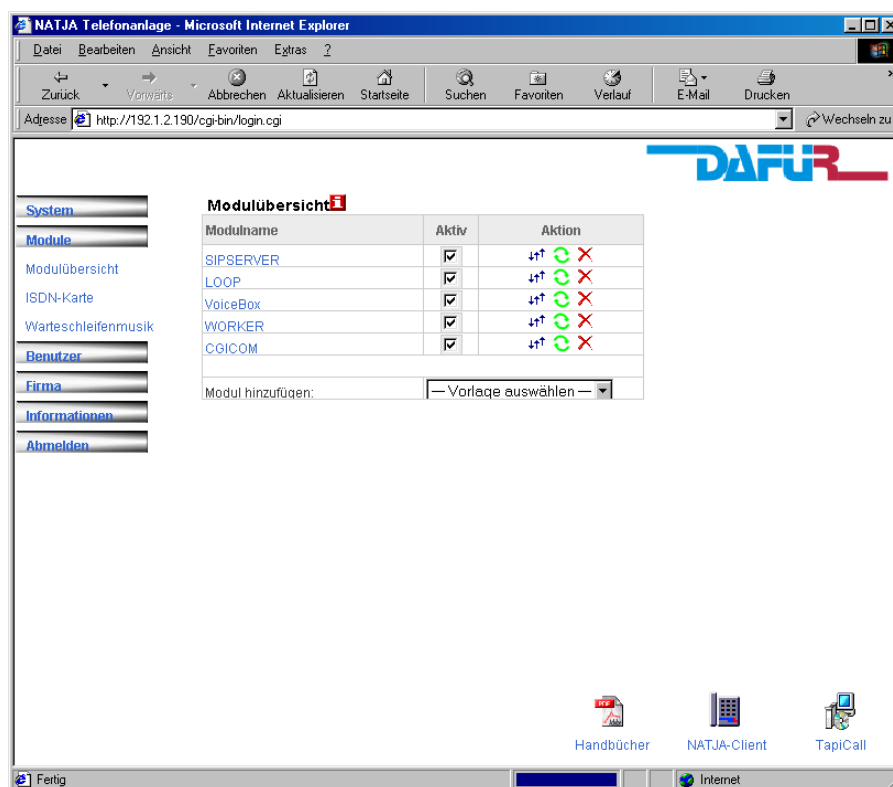 NATJA Telefonanlage - Microsoft Internet Explorer
Datei Bearbeiten Ansicht Favoriten Extras ?
Zurück Vorwärts Abbrechen Aktualisieren Startseite Suchen Favoriten Verlauf E-Mail Drucken
Adresse http://192.1.2.190/cgi-bin/login.cgi Wechseln zu
DAFÜR
System
Module
Modulübersicht
ISDN-Karte
Warteschleifenmusik
Benutzer
Firma
Informationen
Abmelden
Modulübersicht
Modulname Aktiv Aktion
SIPSERVER
LOOP
VoiceBox
WORKER
CGICOM
Modul hinzufügen: — Vorlage auswählen —
Handbücher NATJA-Client TapiCall
Fertig Internet